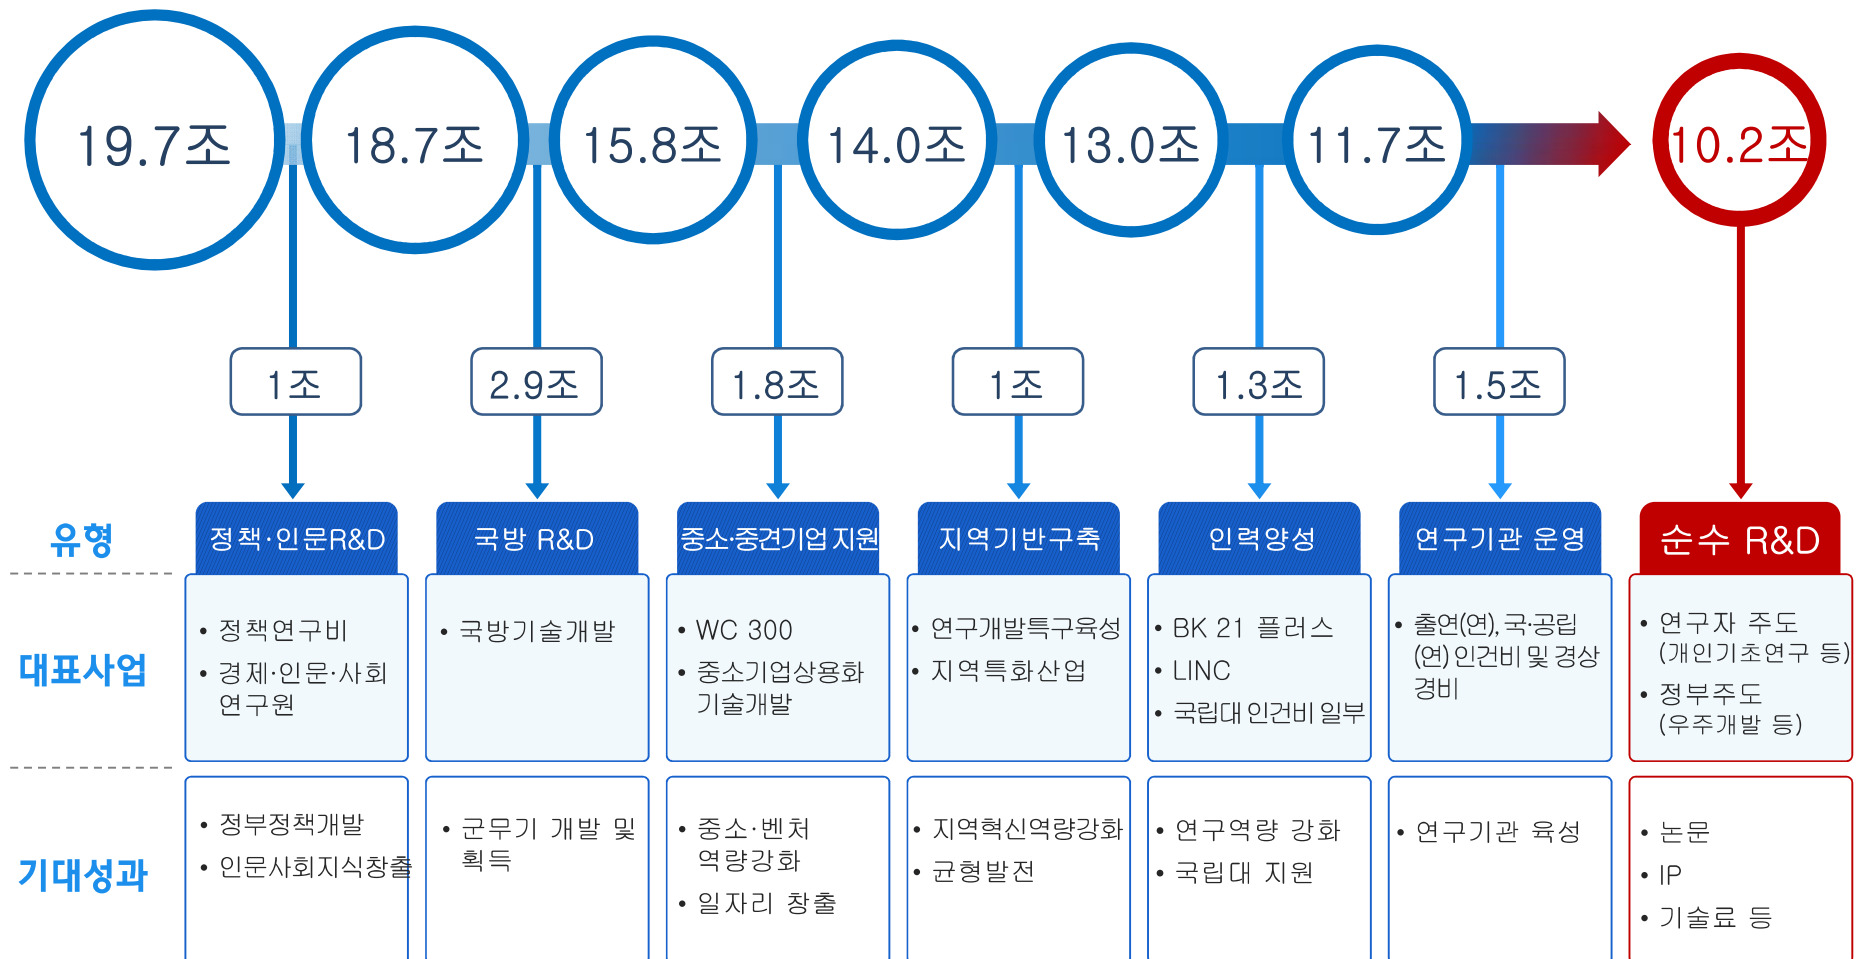 19.7조
18.7조
15.8조
14.0조
13.0조
11.7조
10.2조
1조
2.9조
1.8조
1조
1.3조
1.5조
유형
정책·인문R&D
국방 R&D
중소·중견기업 지원
지역기반구축
인력양성
연구기관 운영
순수 R&D
대표사업
• 정책연구비
• 경제·인문·사회
연구원
• 국방기술개발
• WC 300
• 중소기업상용화
기술개발
• 연구개발특구육성
• 지역특화산업
• BK 21 플러스
• LINC
• 국립대 인건비 일부
• 출연(연), 국·공립
(연) 인건비 및 경상
경비
• 연구자 주도
(개인기초연구 등)
• 정부주도
(우주개발 등)
기대성과
• 정부정책개발
• 인문사회지식창출
• 군무기 개발 및
획득
• 중소·벤처
역량강화
• 일자리 창출
• 지역혁신역량강화
• 균형발전
• 연구역량 강화
• 국립대 지원
• 연구기관 육성
• 논문
• IP
• 기술료 등